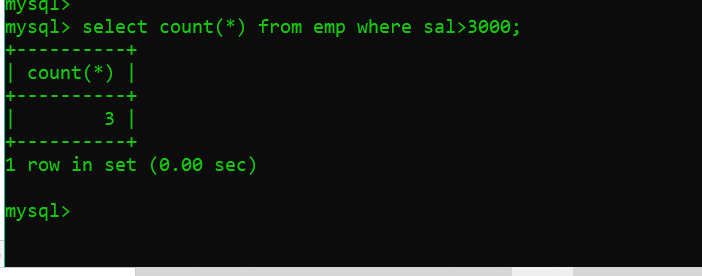 mysql>
mysql> select count(*) from emp where sal>3000;
+----------+
| count(*) |
+----------+
|        3 |
+----------+
1 row in set (0.00 sec)
mysql>